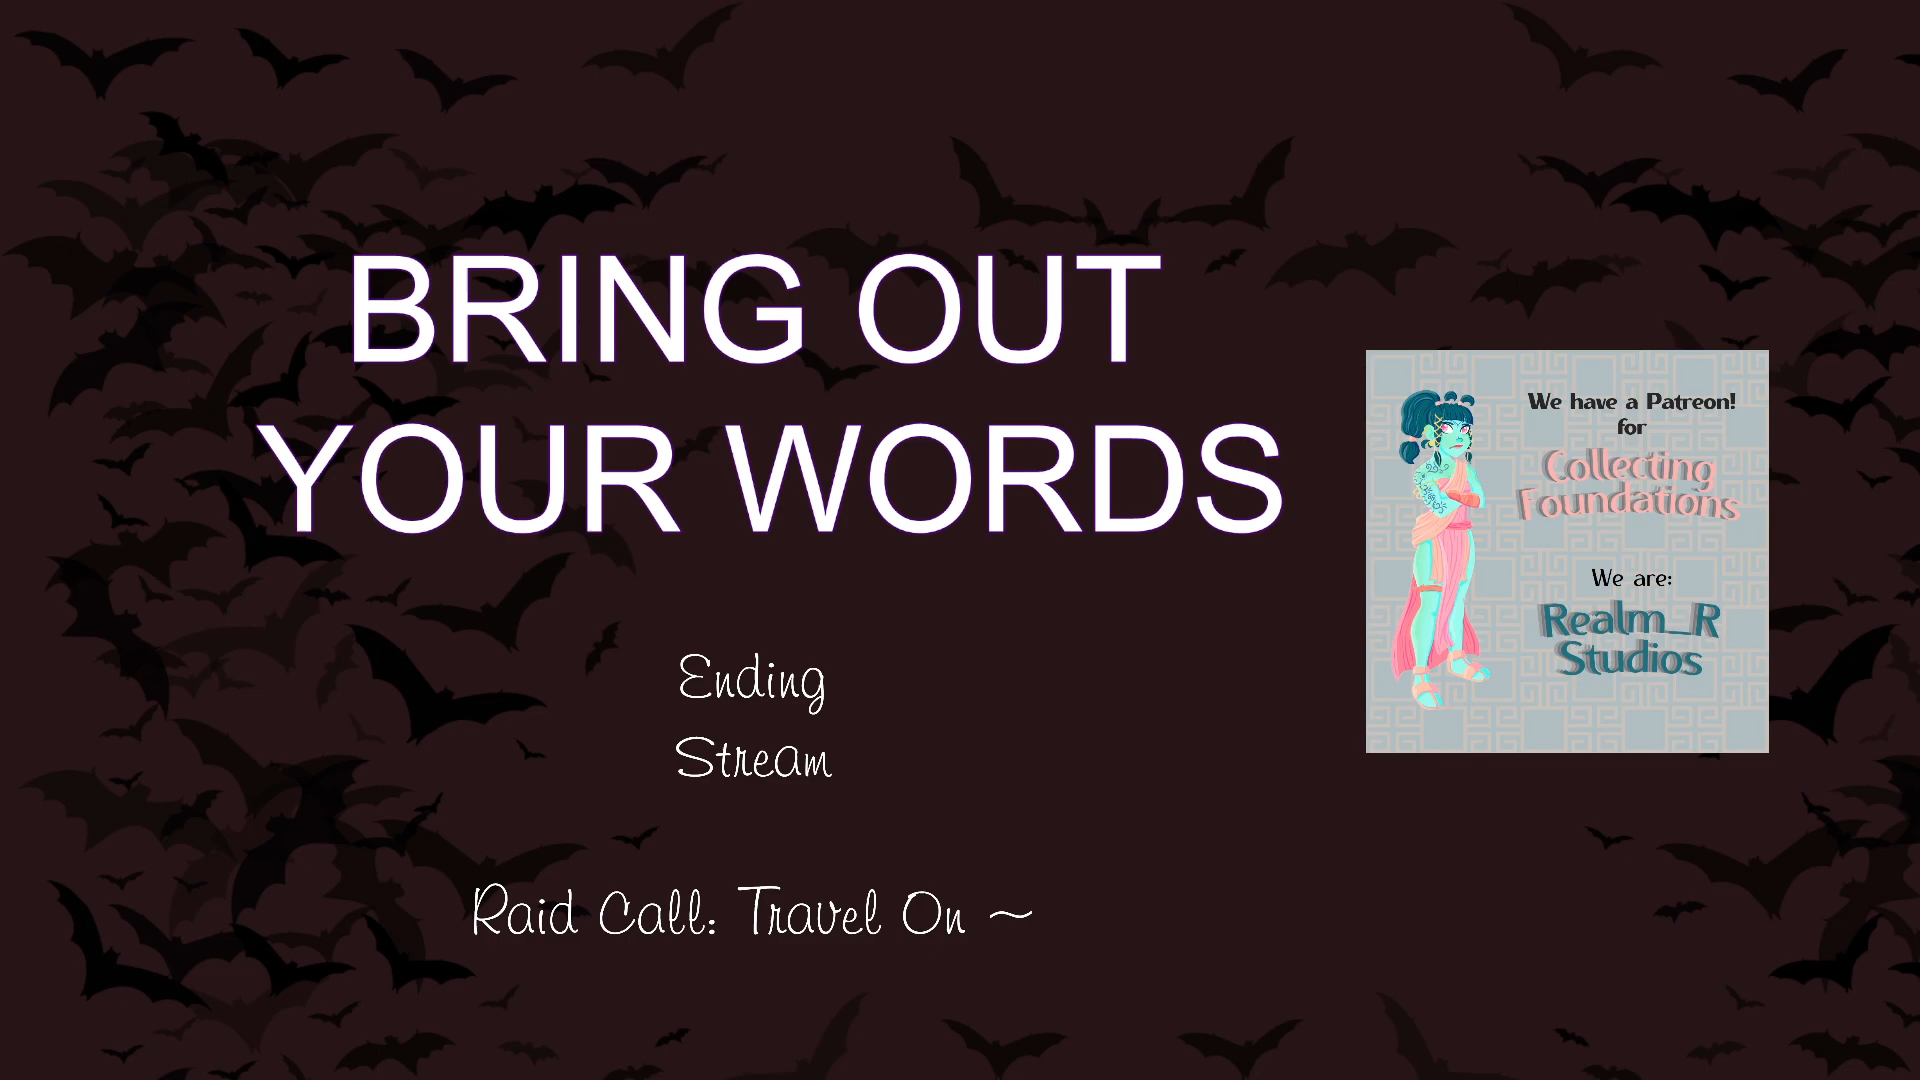 BRING OUT
YOUR WORDS
Ending
Stream
Raid Call: Travel On ~
We have a Patreon!
for
Collecting
Foundations
We are:
Realm_R
Studios